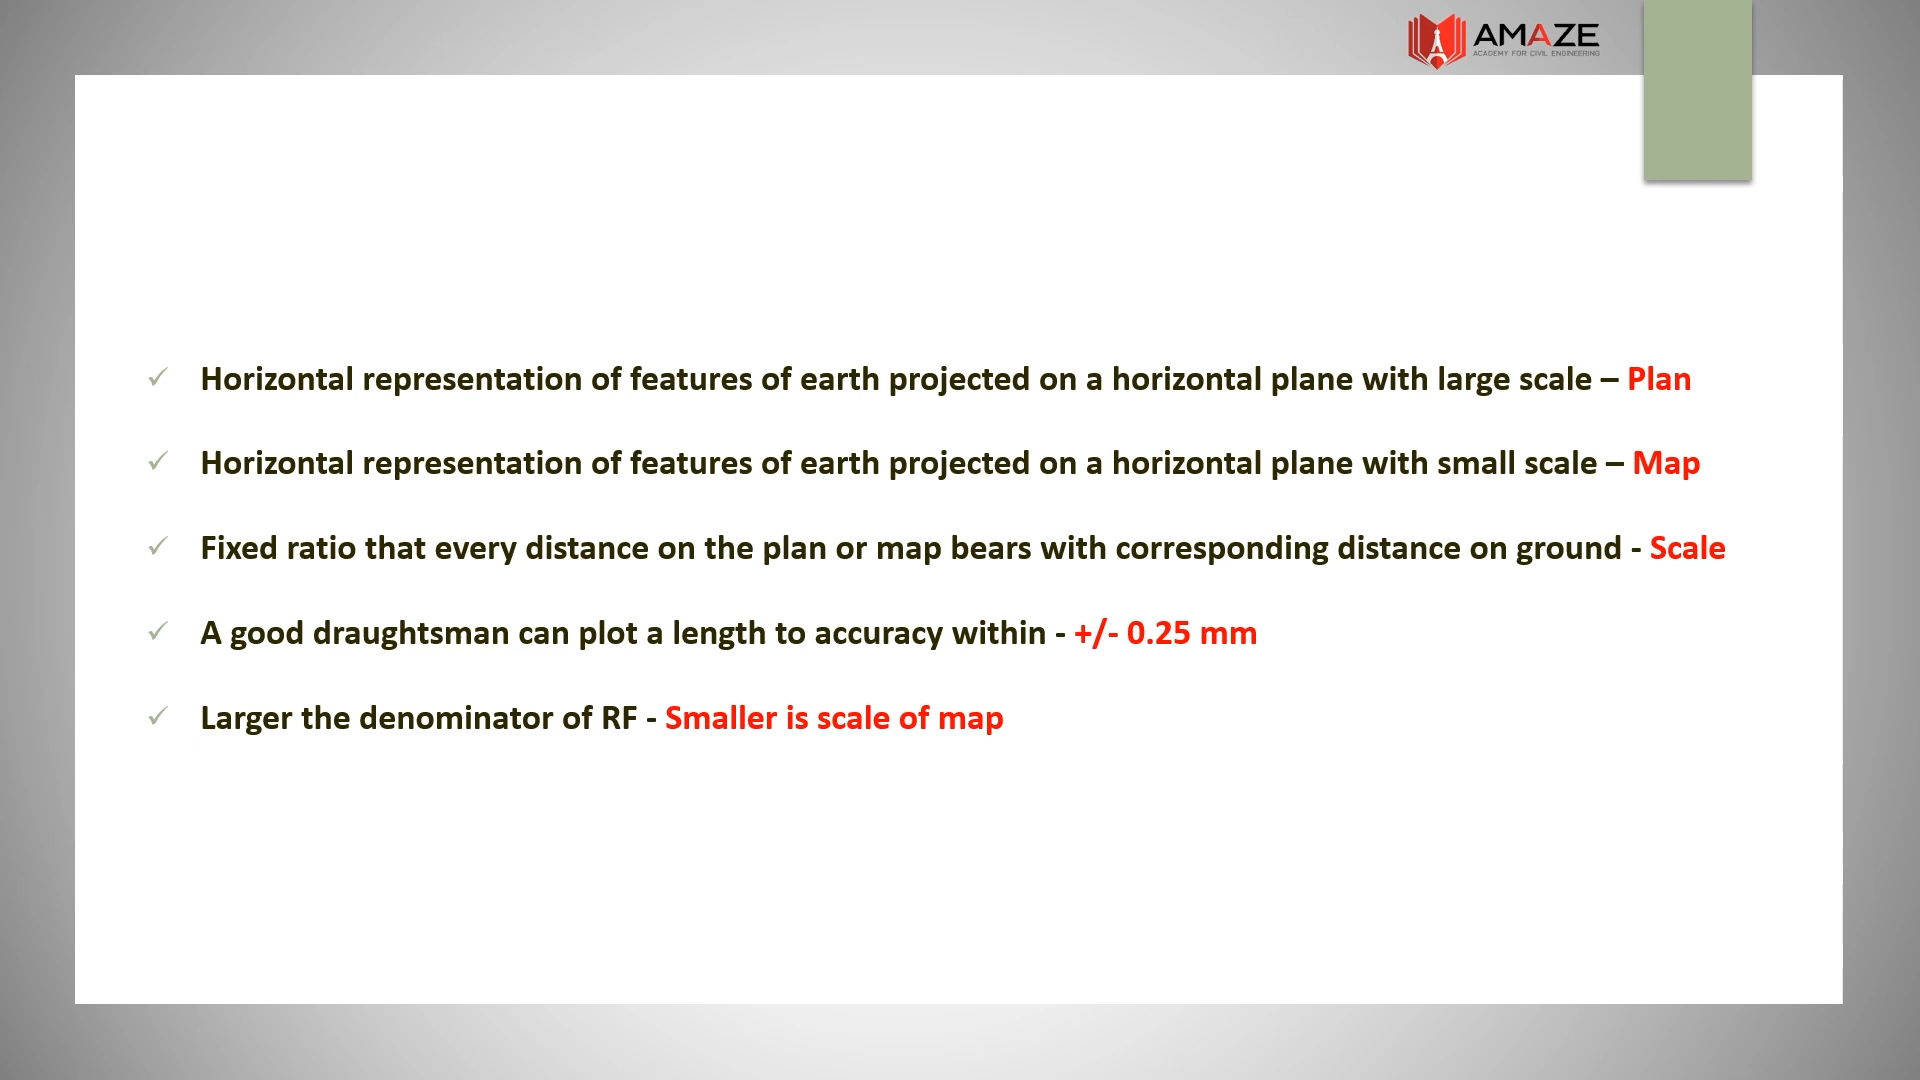 AMAZE
ACADEMY FOR CIVIL ENGINEERING
✓ Horizontal representation of features of earth projected on a horizontal plane with large scale – Plan
✓ Horizontal representation of features of earth projected on a horizontal plane with small scale – Map
✓ Fixed ratio that every distance on the plan or map bears with corresponding distance on ground - Scale
✓ A good draughtsman can plot a length to accuracy within - +/- 0.25 mm
✓ Larger the denominator of RF - Smaller is scale of map